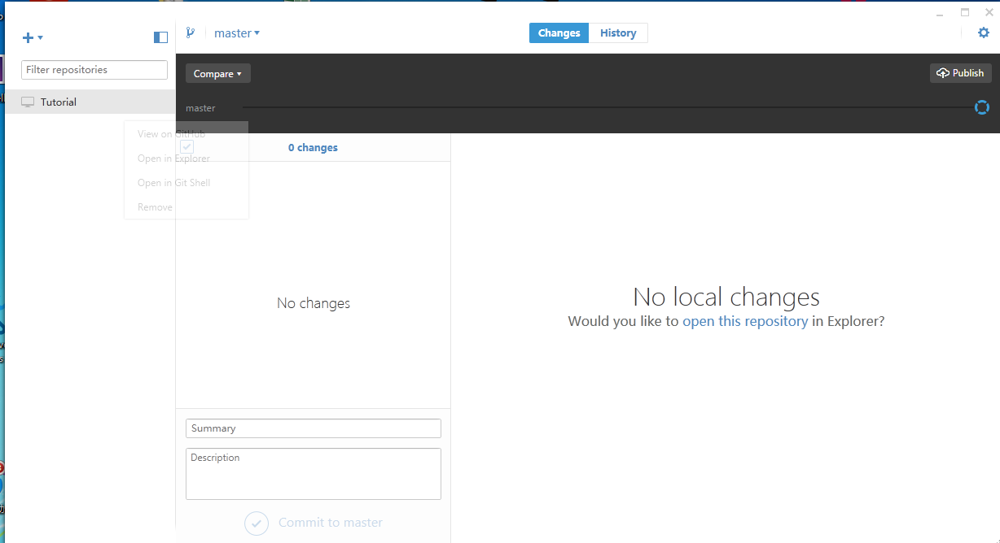 master
Changes
History
Filter repositories
Compare
Publish
Tutorial
master
View on GitHub
Open in Explorer
Open in Git Shell
Remove
0 changes
No changes
No local changes
Would you like to open this repository in Explorer?
Summary
Description
Commit to master